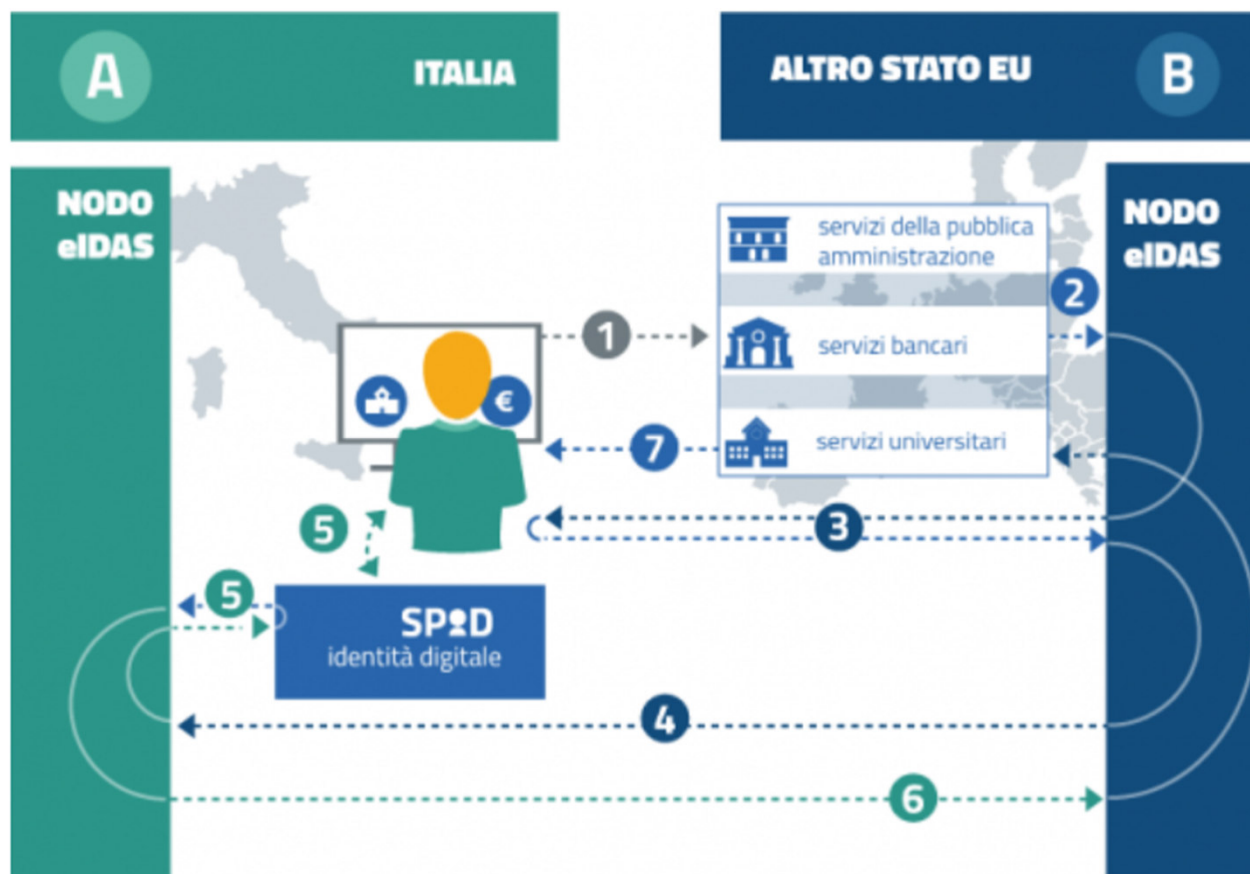 A
ITALIA
ALTRO STATO EU
B
NODO
eIDAS
NODO
eIDAS
servizi della pubblica
amministrazione
2
1
servizi bancari
€
7
servizi universitari
5
3
5
SPID
identità digitale
4
6